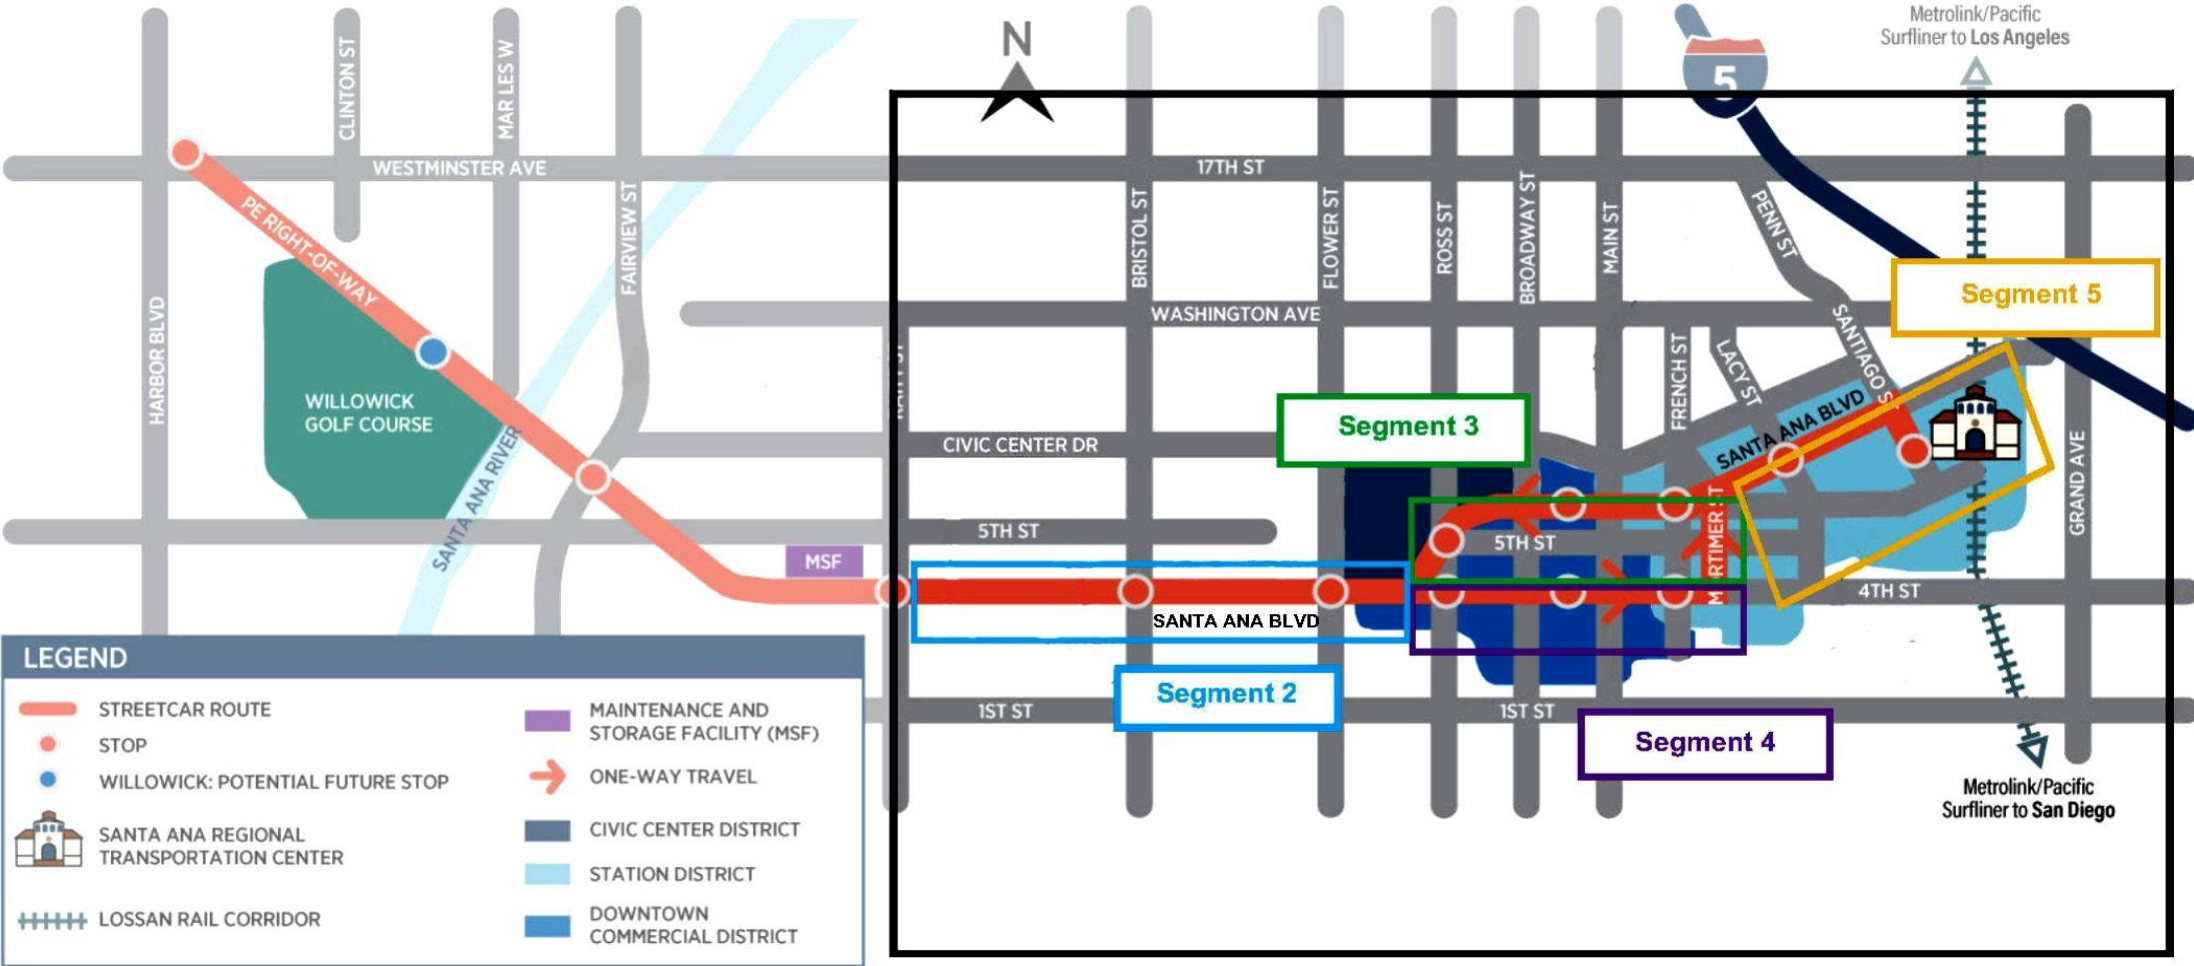 Metrolink/Pacific
Surfliner to Los Angeles
N
5
CLINTON ST
MAR LES W
WESTMINSTER AVE
17TH ST
PE RIGHT-OF-WAY
FAIRVIEW ST
BRISTOL ST
FLOWER ST
ROSS ST
BROADWAY ST
MAIN ST
PENN ST
HARBOR BLVD
WASHINGTON AVE
Segment 5
SANTIAGO S
FRENCH ST
LACY ST
WILLOWICK
GOLF COURSE
SANTA ANA RIVER
CIVIC CENTER DR
Segment 3
SANTA ANA BLVD
GRAND AVE
5TH ST
5TH ST
MSF
4TH ST
SANTA ANA BLVD
Segment 2
1ST ST
1ST ST
Segment 4
Metrolink/Pacific
Surfliner to San Diego
LEGEND
STREETCAR ROUTE
STOP
WILLOWICK: POTENTIAL FUTURE STOP
SANTA ANA REGIONAL
TRANSPORTATION CENTER
LOSSAN RAIL CORRIDOR
MAINTENANCE AND
STORAGE FACILITY (MSF)
ONE-WAY TRAVEL
CIVIC CENTER DISTRICT
STATION DISTRICT
DOWNTOWN
COMMERCIAL DISTRICT